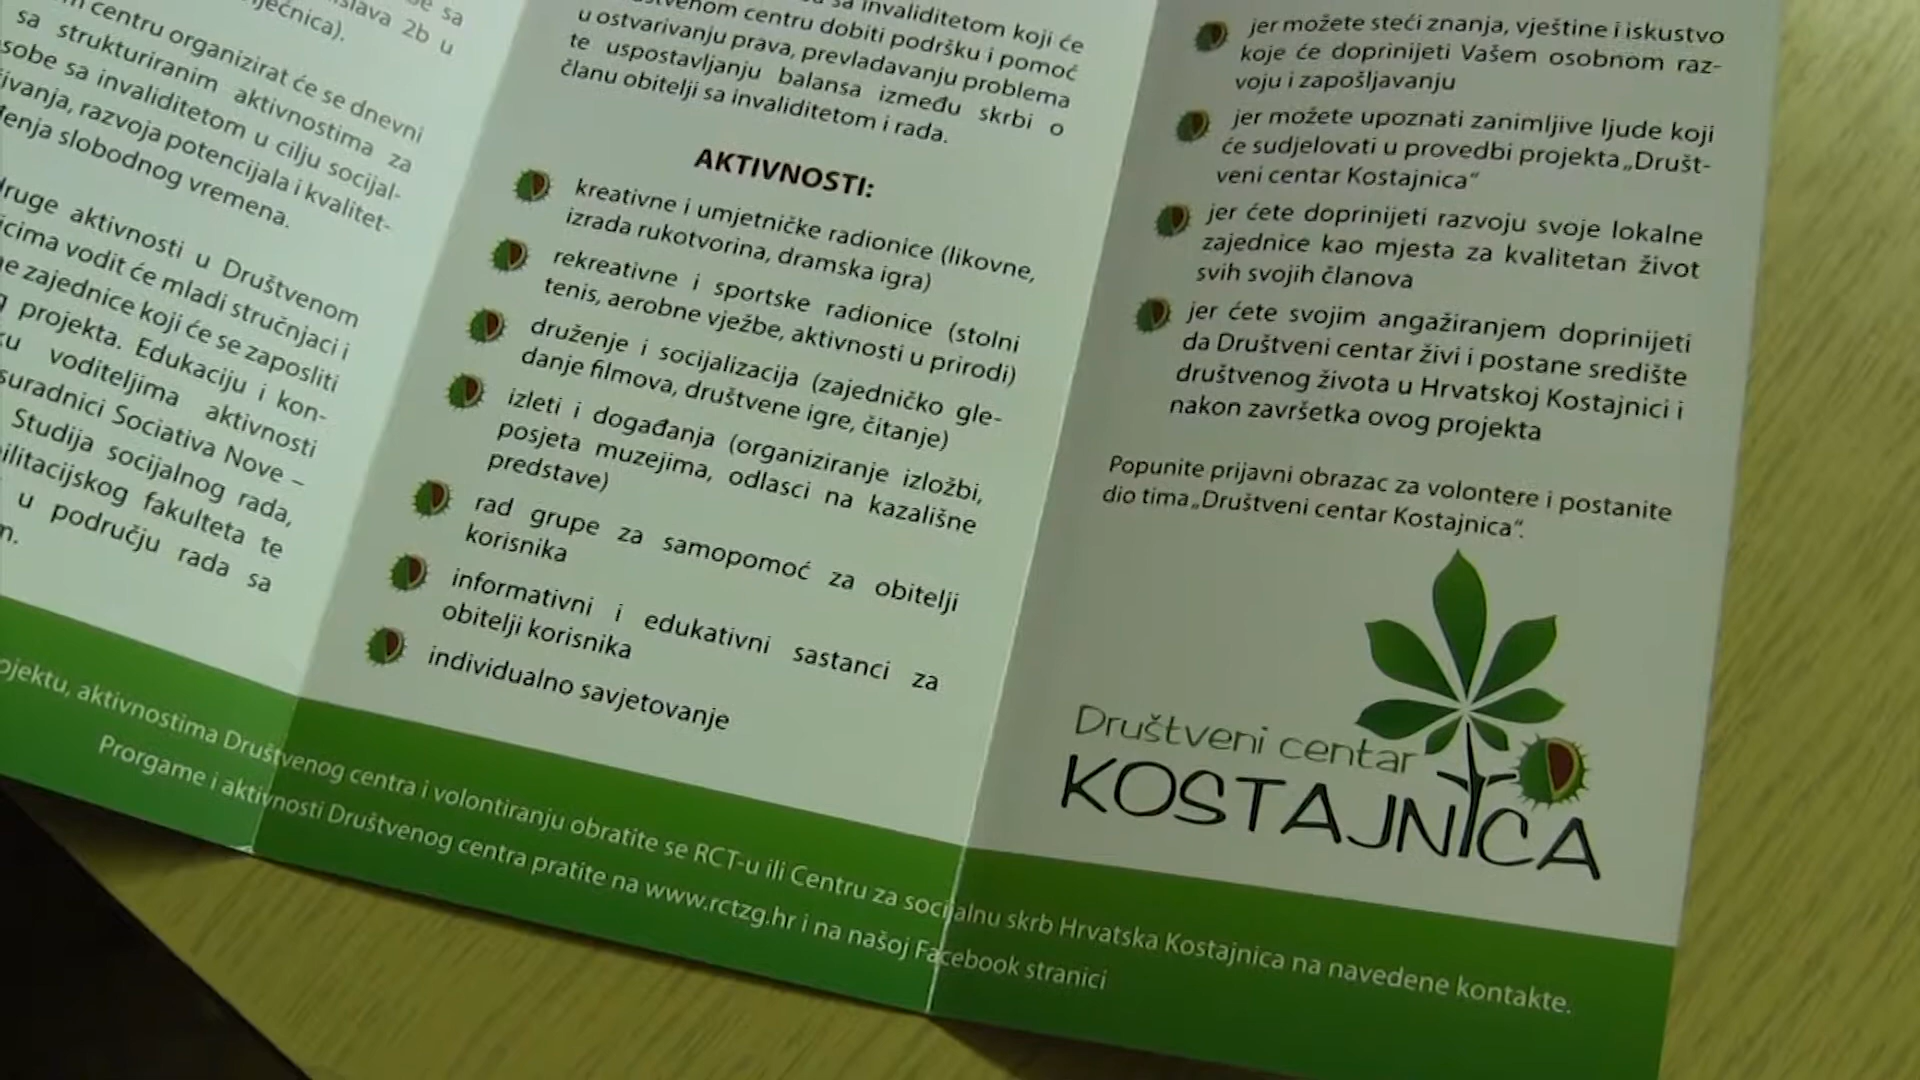 sa
slava 2b u
centru organizirat će se dnevni
sa strukturiranim aktivnostima za
sobe sa invaliditetom u cilju socijal-
ivanja, razvoja potencijala i kvalitet-
enja slobodnog vremena.
druge aktivnosti u Društvenom
icima vodit će mladi stručnjaci i
ne zajednice koji će se zaposliti
projekta. Edukaciju i kon-
ku voditeljima aktivnosti
suradnici Sociativa Nove –
Studija socijalnog rada,
ilitacijskog fakulteta te
u području rada sa
sa invaliditetom koji će
centru dobiti podršku i pomoć
u ostvarivanju prava, prevladavanju problema
te uspostavljanju balansa između skrbi o
članu obitelji sa invaliditetom i rada.
AKTIVNOSTI:
kreativne i umjetničke radionice (likovne,
izrada rukotvorina, dramska igra)
rekreativne i sportske radionice (stolni
tenis, aerobne vježbe, aktivnosti u prirodi)
druženje i socijalizacija (zajedničko gle-
danje filmova, društvene igre, čitanje)
izleti i događanja (organiziranje izložbi,
posjeta muzejima, odlasci na kazališne
predstave)
rad grupe za samopomoć za obitelji
korisnika
informativni i edukativni sastanci za
obitelji korisnika
individualno savjetovanje
jer možete steći znanja, vještine i iskustvo
koje će doprinijeti Vašem osobnom raz-
voju i zapošljavanju
jer možete upoznati zanimljive ljude koji
će sudjelovati u provedbi projekta „Društ-
veni centar Kostajnica“
jer ćete doprinijeti razvoju svoje lokalne
zajednice kao mjesta za kvalitetan život
svih svojih članova
jer ćete svojim angažiranjem doprinijeti
da Društveni centar živi i postane središte
društvenog života u Hrvatskoj Kostajnici i
nakon završetka ovog projekta
Popunite prijavni obrazac za volontere i postanite
dio tima „Društveni centar Kostajnica“.
Društveni centar
KOSTAJNICA
ojektu, aktivnostima Društvenog centra i volontiranju obratite se RCT-u ili Centru za socijalnu skrb Hrvatska Kostajnica na navedene kontakte.
Prorgame i aktivnosti Društvenog centra pratite na www.rctzg.hr i na našoj Facebook stranici